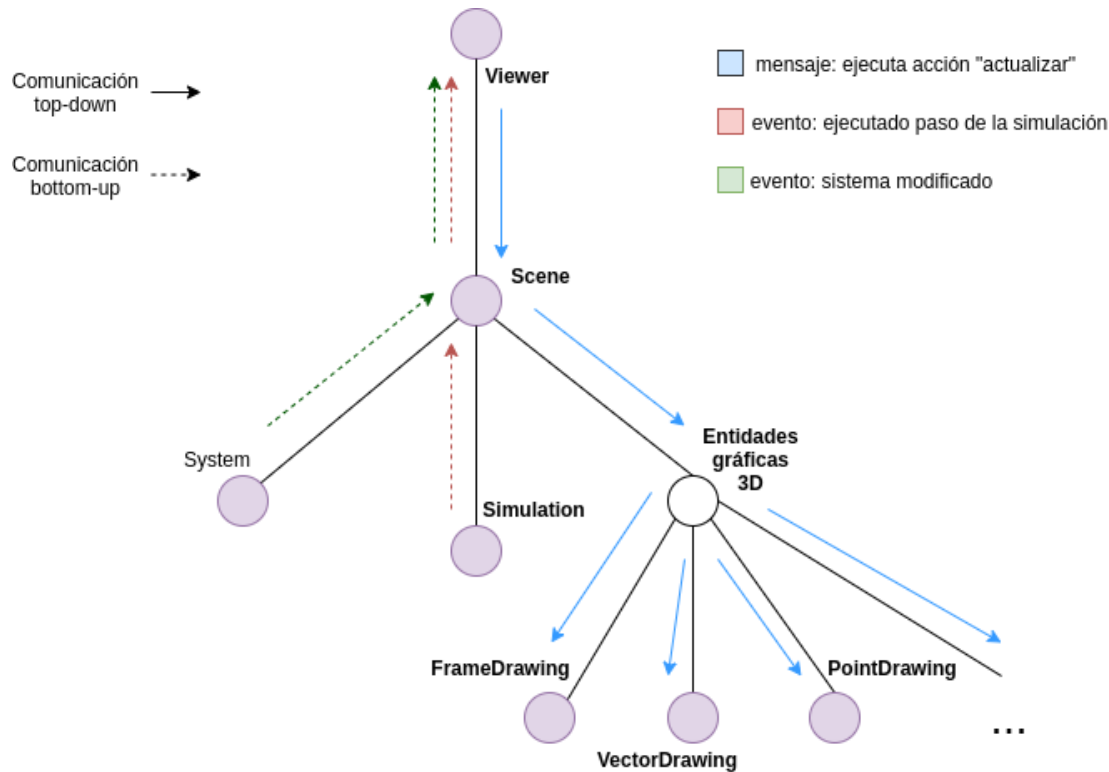 Comunicación
top-down
Comunicación
bottom-up
Viewer
mensaje: ejecuta acción "actualizar"
evento: ejecutado paso de la simulación
evento: sistema modificado
Scene
System
Simulation
Entidades
gráficas
3D
FrameDrawing
VectorDrawing
PointDrawing
...